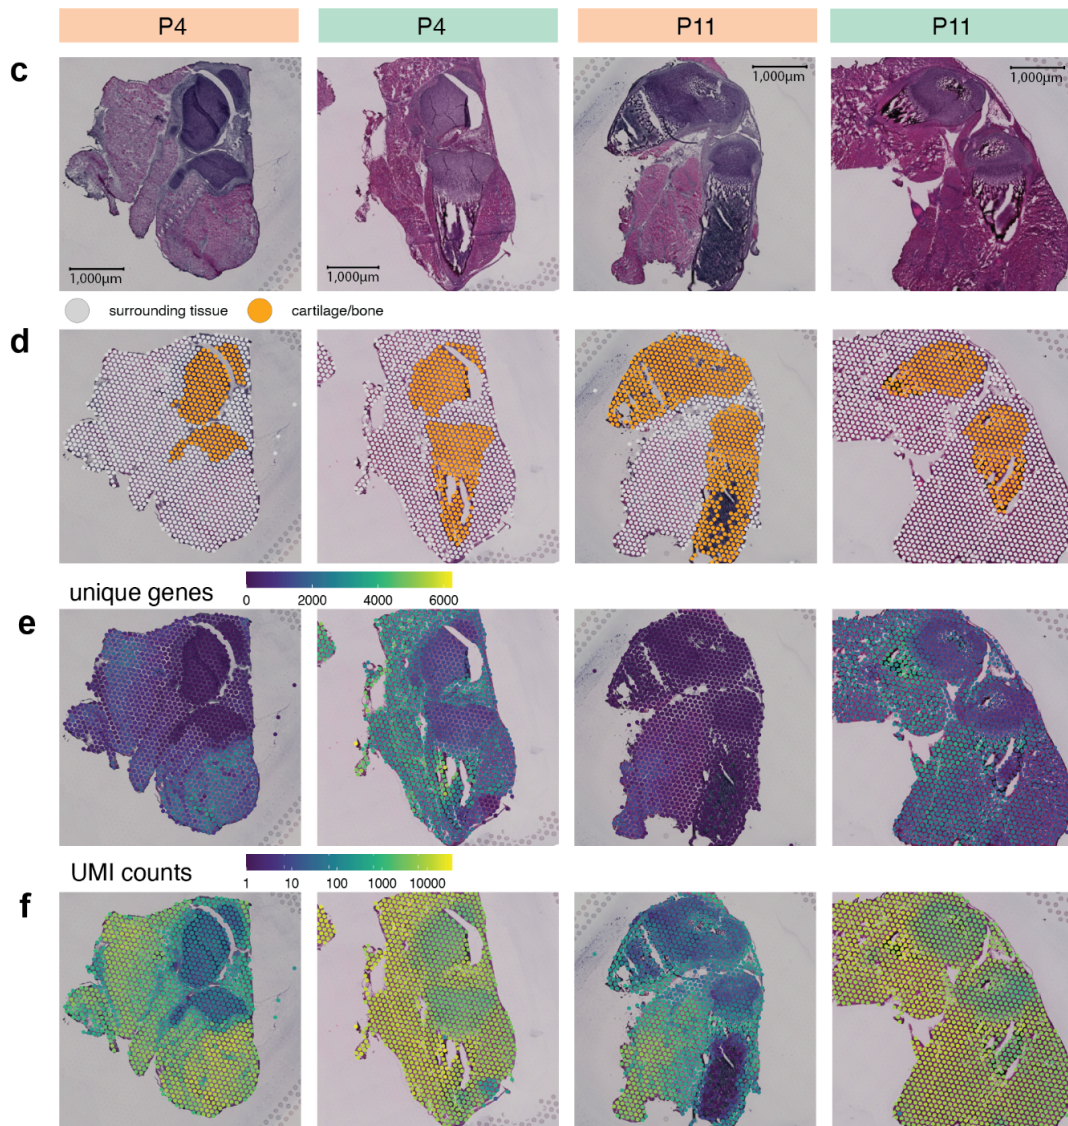 P4 P4 P11 P11
c
1,000µm 1,000µm
1,000µm 1,000µm
surrounding tissue cartilage/bone
d
unique genes
0 2000 4000 6000
e
UMI counts
1 10 100 1000 10000
f